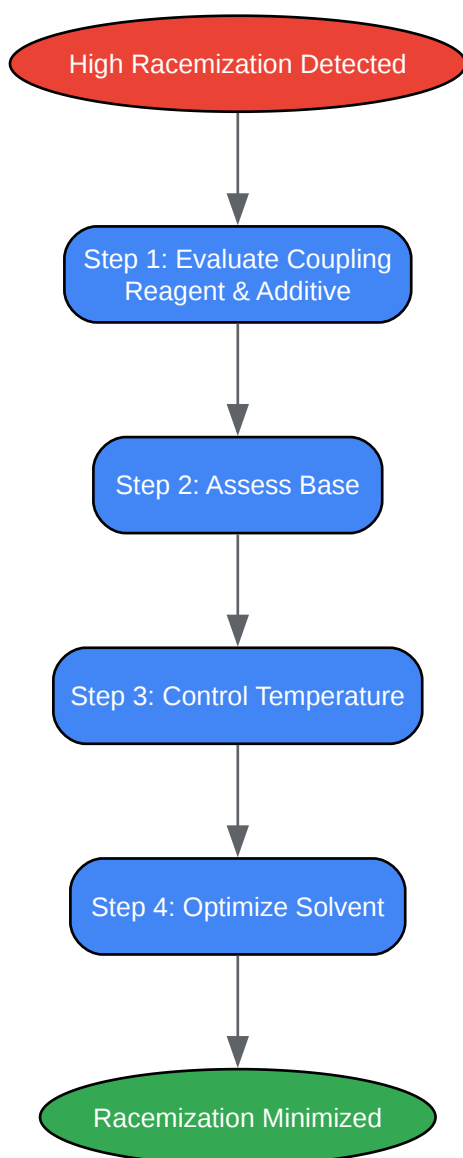 High Racemization Detected
Step 1: Evaluate Coupling
Reagent & Additive
Step 2: Assess Base
Step 3: Control Temperature
Step 4: Optimize Solvent
Racemization Minimized